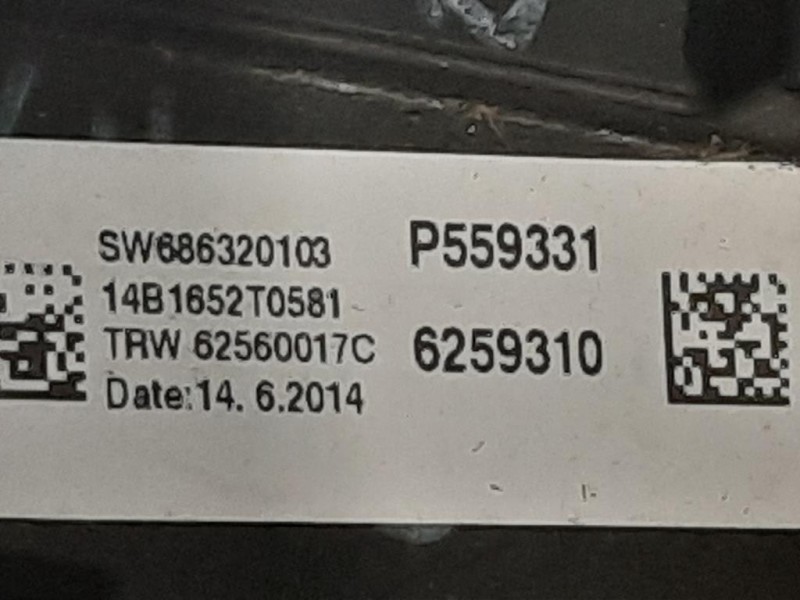 SW686320103
14B1652T0581
TRW 62560017C
Date:14. 6.2014
P559331
6259310